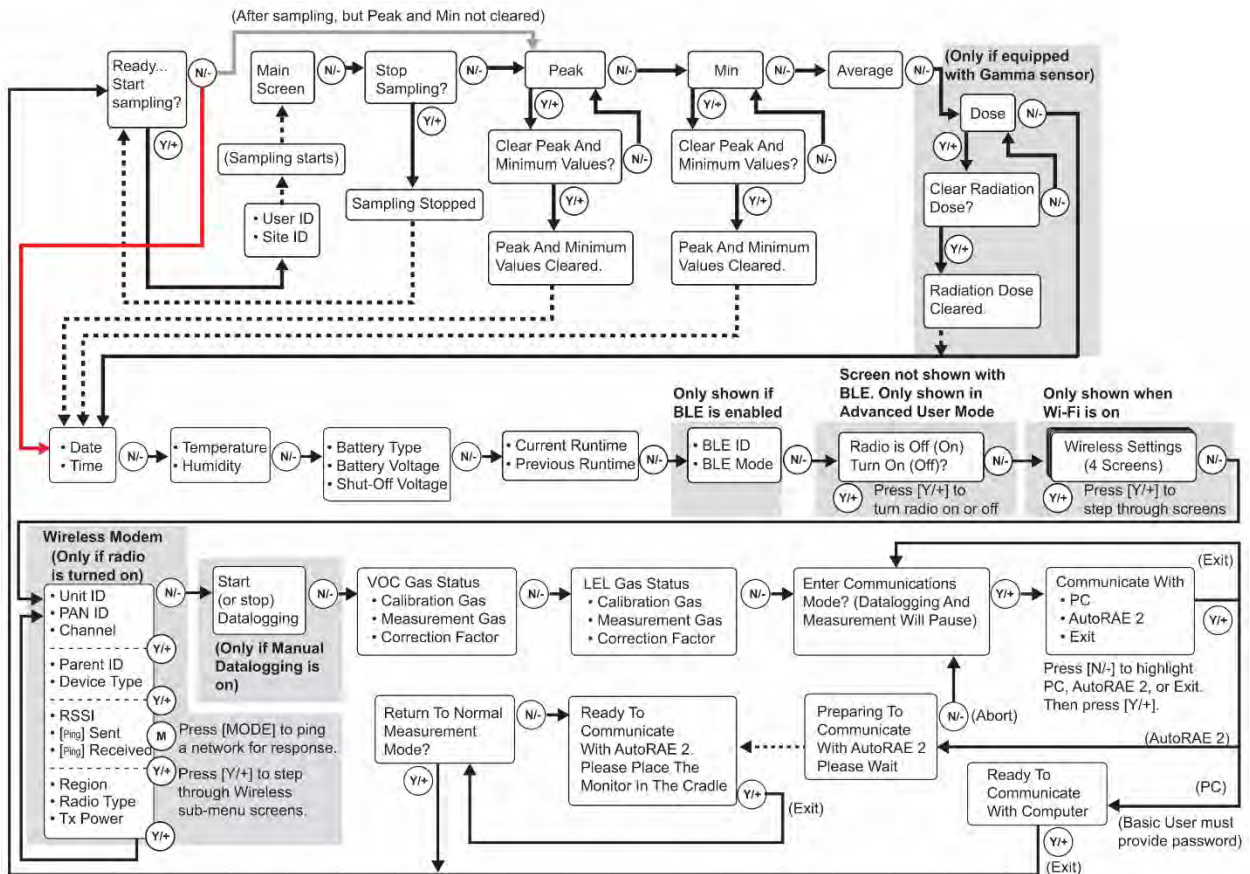 (After sampling, but Peak and Min not cleared)
Ready...
Start
sampling?
N/-
Y/+
Main
Screen
N/-
(Sampling starts)
• User ID
• Site ID
Stop
Sampling?
N/-
Y/+
Sampling Stopped
Peak
N/-
Y/+
Clear Peak And
Minimum Values?
N/-
Y/+
Peak And Minimum
Values Cleared.
Min
N/-
Y/+
Clear Peak And
Minimum Values?
N/-
Y/+
Peak And Minimum
Values Cleared.
Average
N/-
(Only if equipped
with Gamma sensor)
Dose
N/-
Y/+
Clear Radiation
Dose?
N/-
Y/+
Radiation Dose
Cleared.
• Date
• Time
N/-
• Temperature
• Humidity
N/-
• Battery Type
• Battery Voltage
• Shut-Off Voltage
N/-
• Current Runtime
• Previous Runtime
N/-
Only shown if
BLE is enabled
• BLE ID
• BLE Mode
N/-
Screen not shown with
BLE. Only shown in
Advanced User Mode
Radio is Off (On)
Turn On (Off)?
N/-
Y/+
Press [Y/+] to
turn radio on or off
Only shown when
Wi-Fi is on
Wireless Settings
(4 Screens)
N/-
Y/+
Press [Y/+] to
step through screens
Wireless Modem
(Only if radio
is turned on)
• Unit ID
• PAN ID
• Channel
N/-
Y/+
• Parent ID
• Device Type
Y/+
• RSSI
• [Ping] Sent
• [Ping] Received
M
Press [MODE] to ping
a network for response.
Y/+
Press [Y/+] to step
through Wireless
sub-menu screens.
• Region
• Radio Type
• Tx Power
Y/+
Start
(or stop)
Datalogging
N/-
(Only if Manual
Datalogging is
on)
VOC Gas Status
• Calibration Gas
• Measurement Gas
• Correction Factor
N/-
LEL Gas Status
• Calibration Gas
• Measurement Gas
• Correction Factor
N/-
Enter Communications
Mode? (Datalogging And
Measurement Will Pause)
Y/+
Communicate With
• PC
• AutoRAE 2
• Exit
(Exit)
Y/+
Press [N/-] to highlight
PC, AutoRAE 2, or Exit.
Then press [Y/+].
(AutoRAE 2)
(PC)
(Basic User must
provide password)
Return To Normal
Measurement
Mode?
N/-
Y/+
Ready To
Communicate
With AutoRAE 2.
Please Place The
Monitor In The Cradle
Y/+
(Exit)
Preparing To
Communicate
With AutoRAE 2
Please Wait
N/-
(Abort)
Ready To
Communicate
With Computer
Y/+
(Exit)